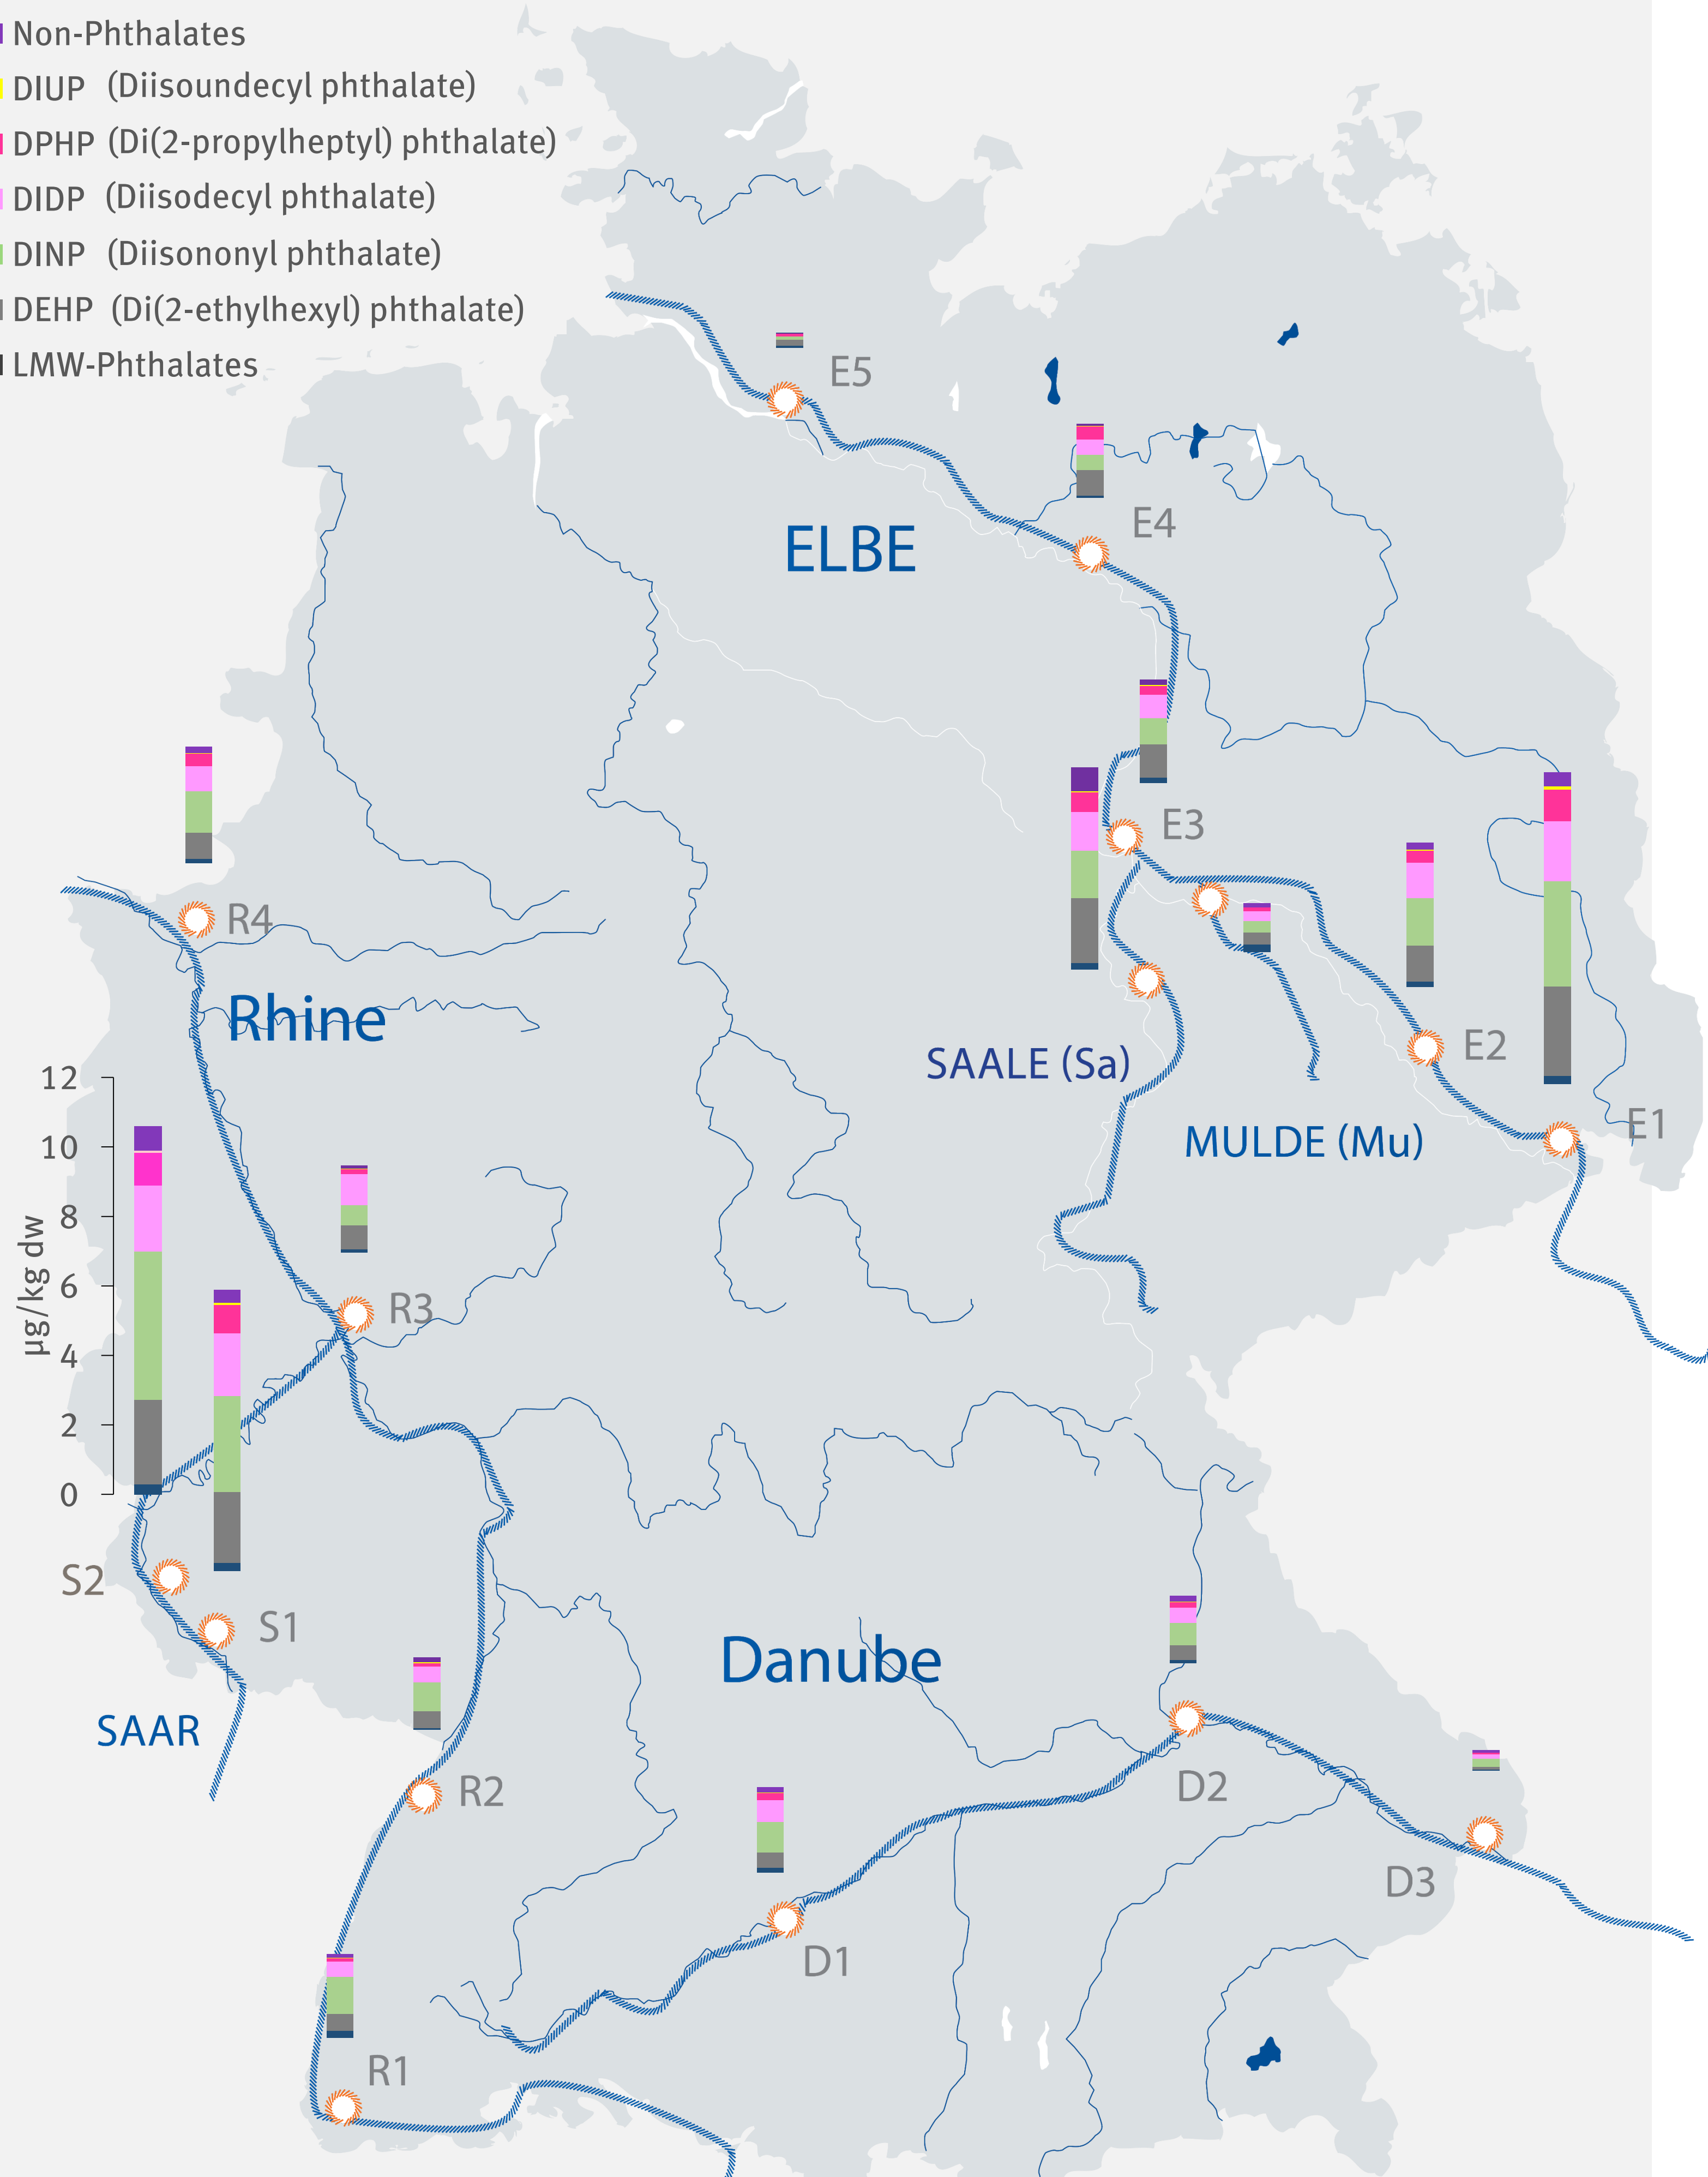 Non-Phthalates
DIUP (Diisoundecyl phthalate)
DPHP (Di(2-propylheptyl) phthalate)
DIDP (Diisodecyl phthalate)
DINP (Diisononyl phthalate)
DEHP (Di(2-ethylhexyl) phthalate)
LMW-Phthalates
E5
E4
ELBE
E3
R4
Rhine
E2
SAALE (Sa)
E1
MULDE (Mu)
12
10
8
6
4
2
0
µg/kg dw
R3
S2
S1
Danube
SAAR
R2
D2
D3
D1
R1